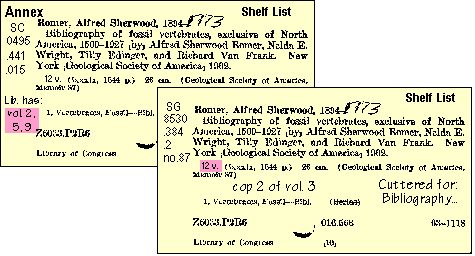 Annex
Shelf List
SC
0495
.441
.015
Romer, Alfred Sherwood, 1894-1973
Bibliography of fossil vertebrates, exclusive of North
America, 1509-1927 ₍by₎ Alfred Sherwood Romer, Nelda E.
Wright, Tilly Edinger, and Richard Van Frank. New
York ₍Geological Society of America₎ 1962.
12 v. (lxxxix, 1544 p.) 26 cm. (Geological Society of America.
Memoir 87)
Lib. has:
vol 2,
5, 9
1. Vertebrates, Fossil—Bibl.
Z6033.P2R6
Library of Congress
Shelf List
SG
8530
.384
.2
no.87
Romer, Alfred Sherwood, 1894-1973
Bibliography of fossil vertebrates, exclusive of North
America, 1509-1927 ₍by₎ Alfred Sherwood Romer, Nelda E.
Wright, Tilly Edinger, and Richard Van Frank. New
York ₍Geological Society of America₎ 1962.
12 v. (lxxxix, 1544 p.) 26 cm. (Geological Society of America.
Memoir 87)
cop 2 of vol. 3
Cuttered for:
Bibliography...
1. Vertebrates, Fossil—Bibl. (Series)
Z6033.P2R6 016.566 63-1118
Library of Congress ₍10₎